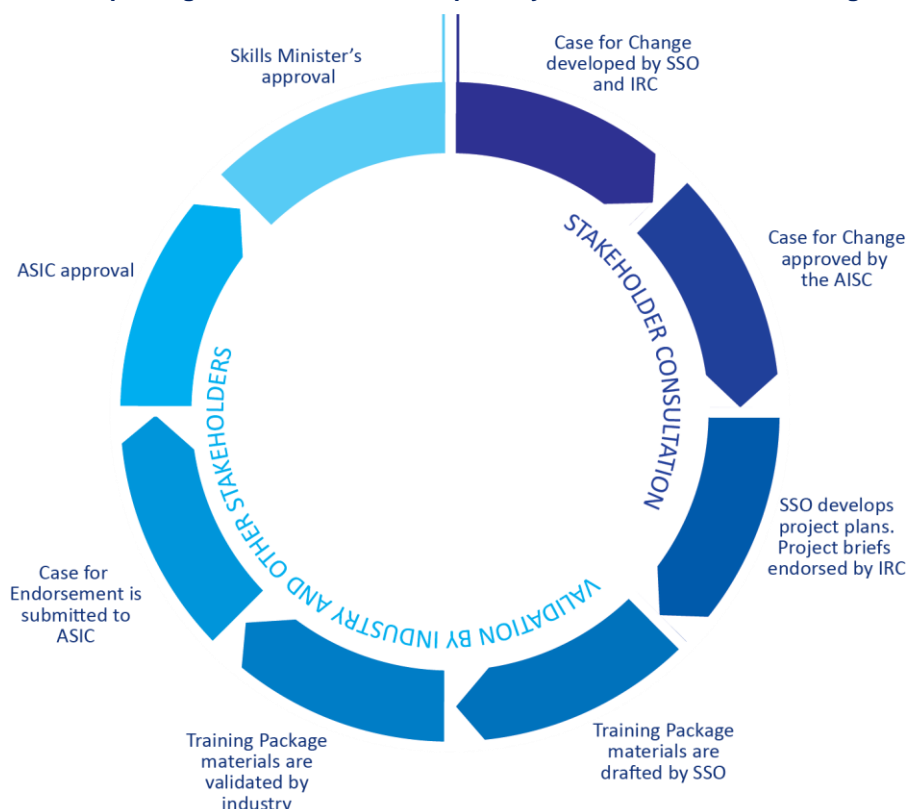 Case for Change
developed by SSO
and IRC
Case for Change
approved by
the AISC
SSO develops
project plans.
Project briefs
endorsed by IRC
Training Package
materials are
drafted by SSO
Training Package
materials are
validated by
industry
Case for
Endorsement is
submitted to
ASIC
ASIC approval
Skills Minister’s
approval
STAKEHOLDER CONSULTATION
VALIDATION BY INDUSTRY AND OTHER STAKEHOLDERS